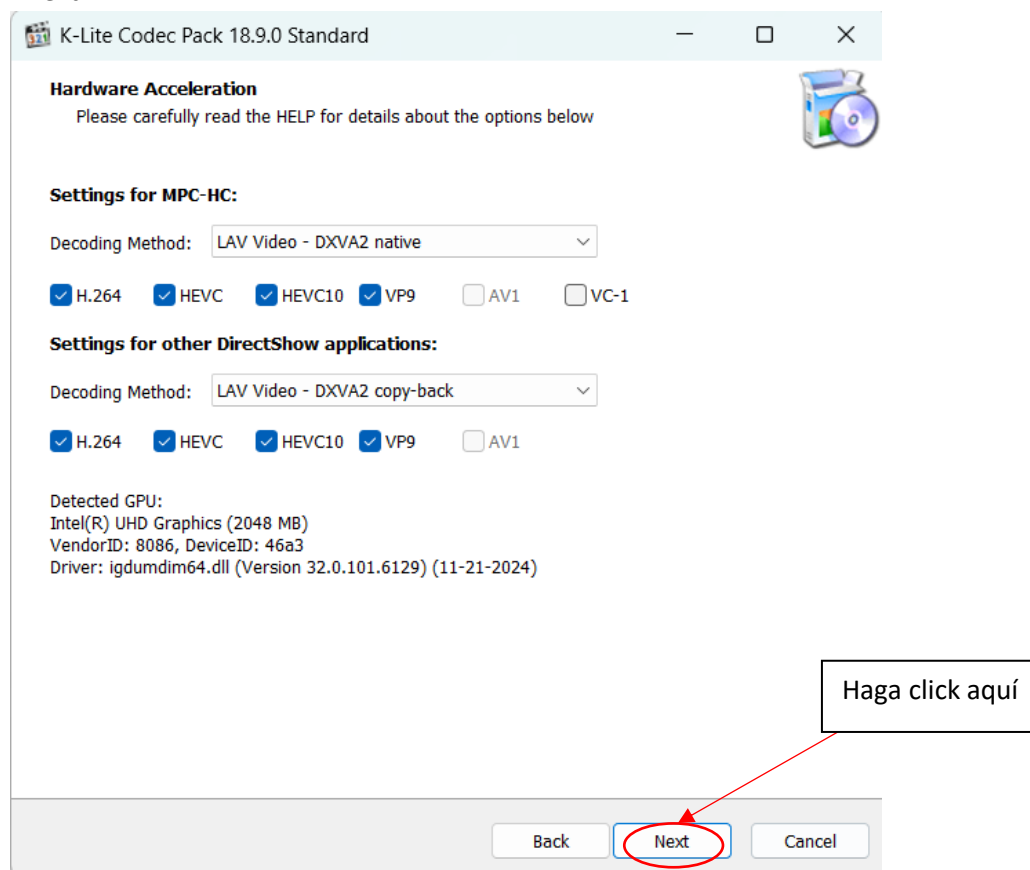 K-Lite Codec Pack 18.9.0 Standard
Hardware Acceleration
Please carefully read the HELP for details about the options below
Settings for MPC-HC:
Decoding Method: LAV Video - DXVA2 native
H.264 HEVC HEVC10 VP9 AV1 VC-1
Settings for other DirectShow applications:
Decoding Method: LAV Video - DXVA2 copy-back
H.264 HEVC HEVC10 VP9 AV1
Detected GPU:
Intel(R) UHD Graphics (2048 MB)
VendorID: 8086, DeviceID: 46a3
Driver: igdumdim64.dll (Version 32.0.101.6129) (11-21-2024)
Haga click aquí
Back Next Cancel